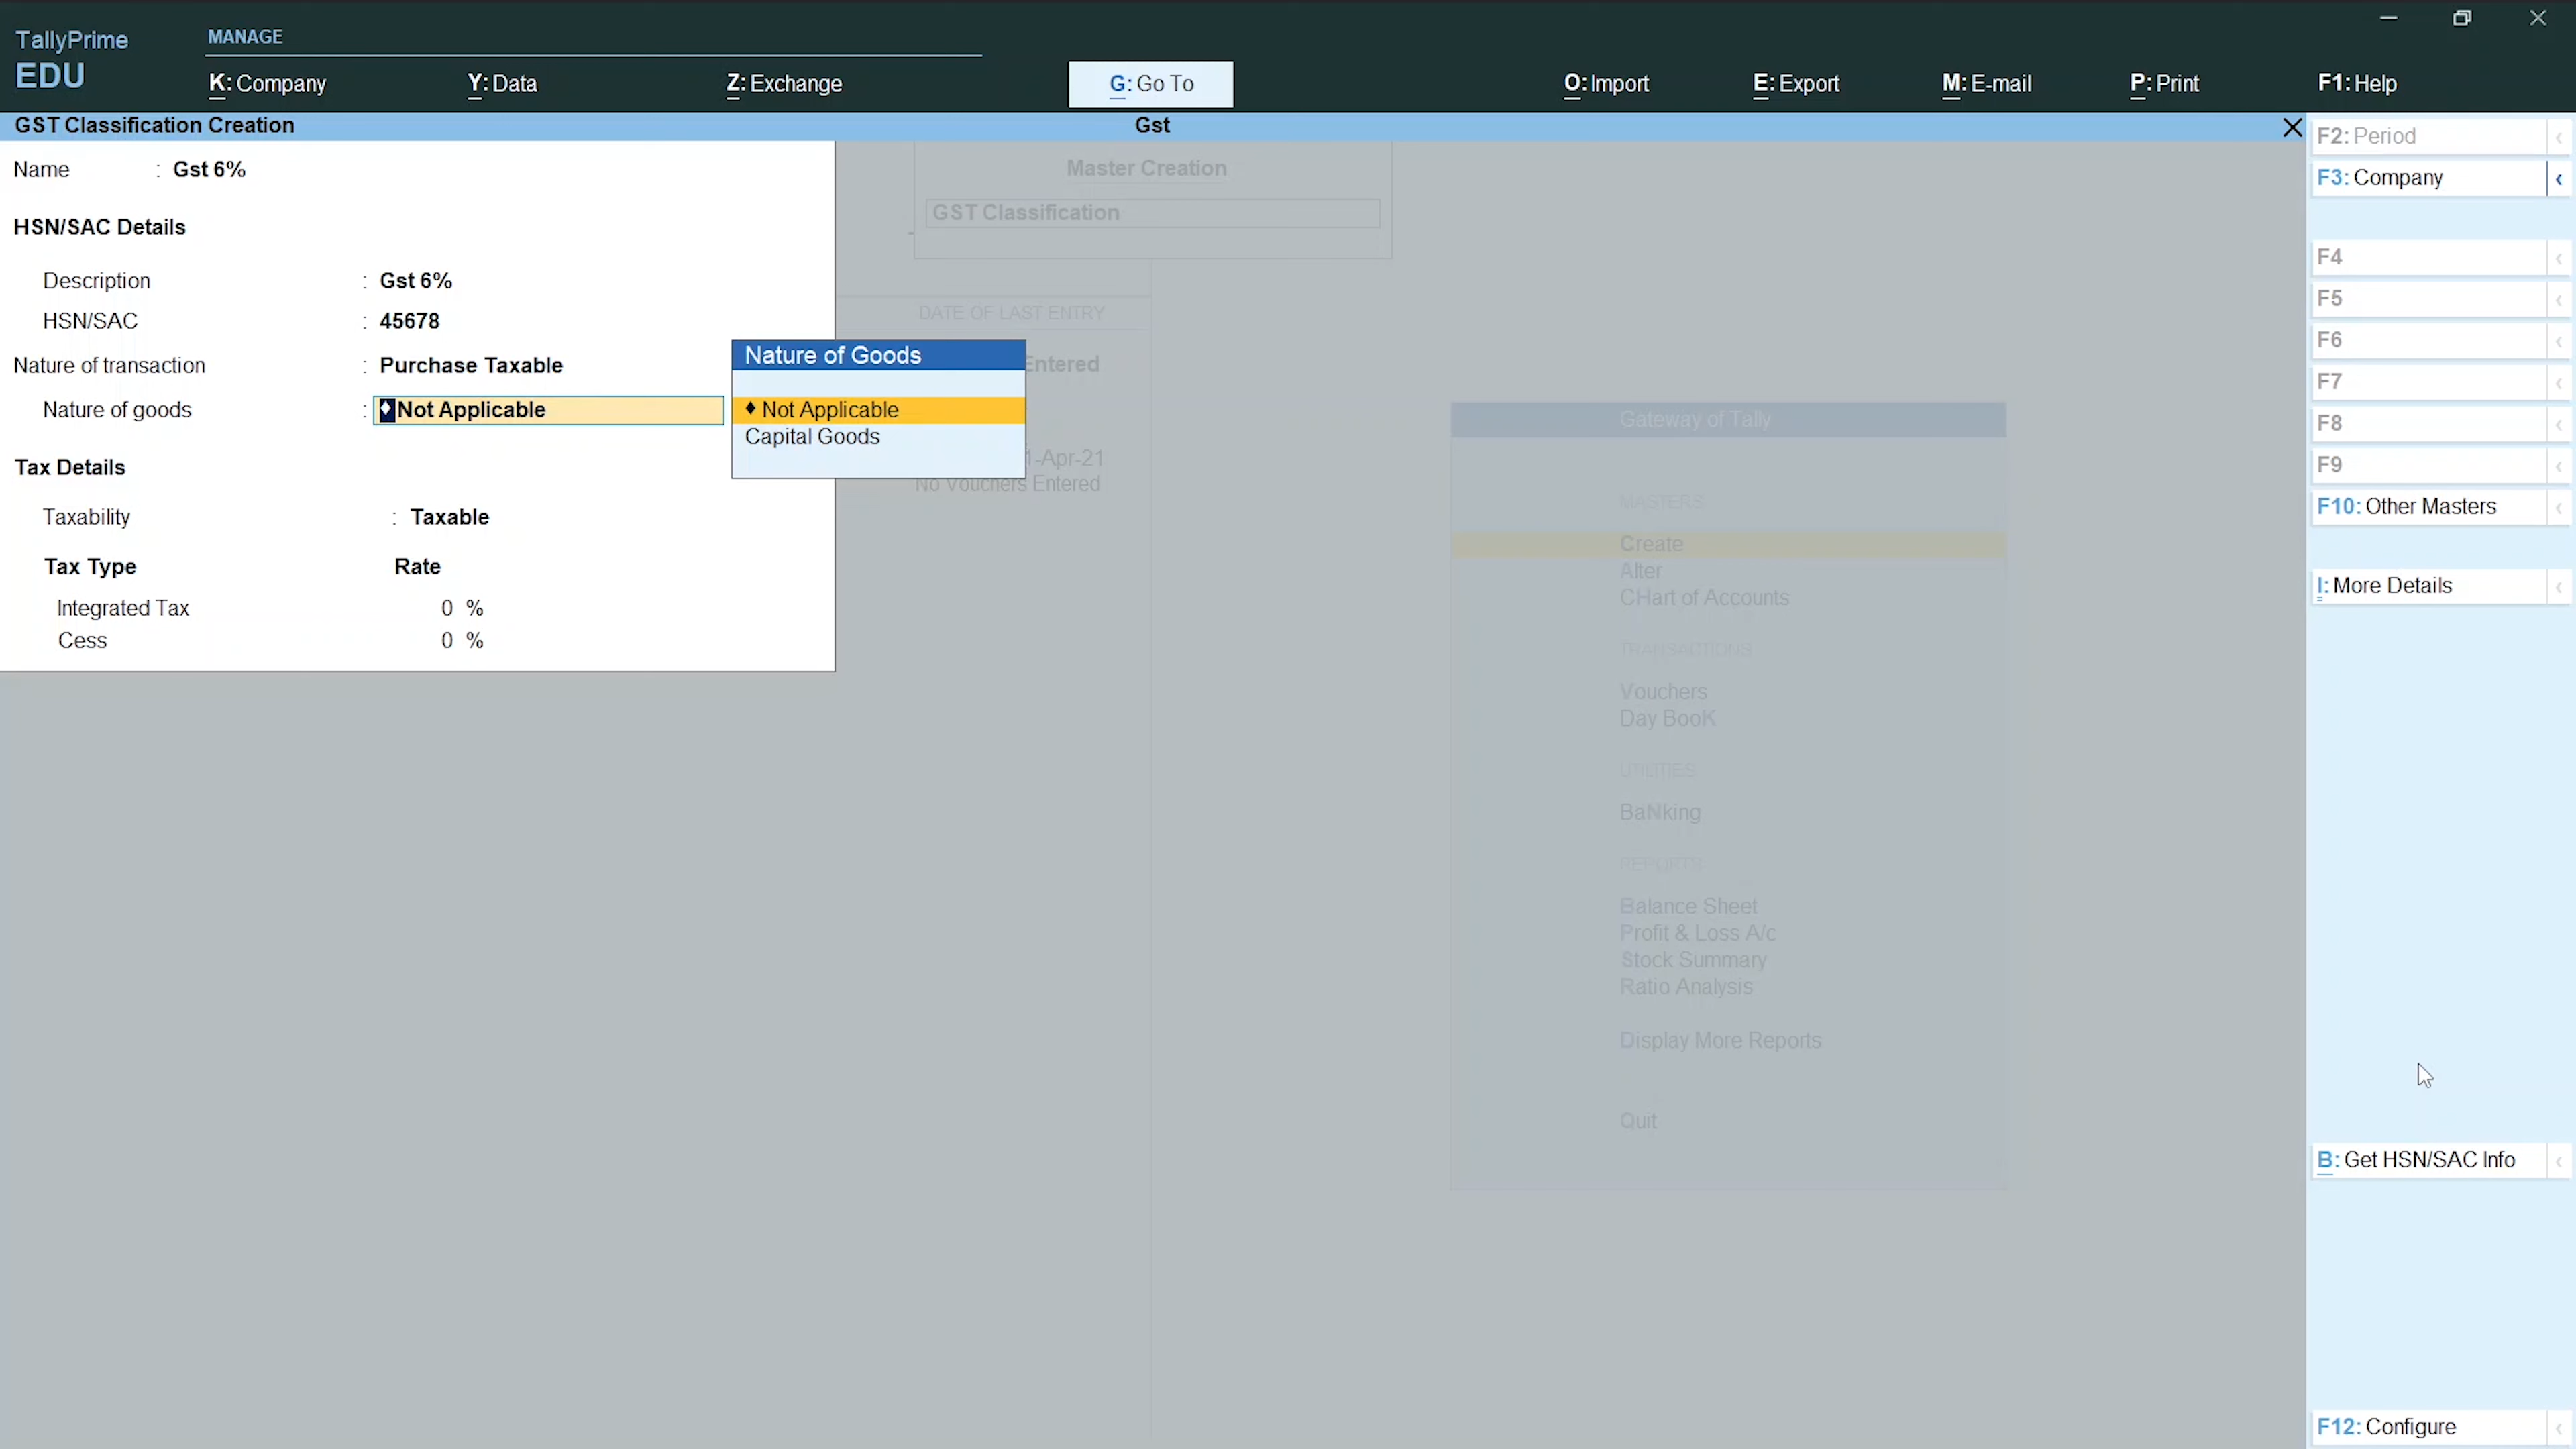 TallyPrime
EDU
MANAGE
K: Company
Y: Data
Z: Exchange
G: Go To
O: Import
E: Export
M: E-mail
P: Print
F1: Help
GST Classification Creation
Gst
Name : Gst 6%
HSN/SAC Details
Description : Gst 6%
HSN/SAC : 45678
Nature of transaction : Purchase Taxable
Nature of goods : ♦ Not Applicable
Tax Details
Taxability : Taxable
Tax Type Rate
Integrated Tax 0 %
Cess 0 %
Nature of Goods
♦ Not Applicable
Capital Goods
Master Creation
GST Classification
DATE OF LAST ENTRY
Entered
1-Apr-21
No Vouchers Entered
Gateway of Tally
MASTERS
Create
Alter
CHart of Accounts
TRANSACTIONS
Vouchers
Day BooK
UTILITIES
BaNking
REPORTS
Balance Sheet
Profit & Loss A/c
Stock Summary
Ratio Analysis
Display More Reports
Quit
F2: Period
F3: Company
F4
F5
F6
F7
F8
F9
F10: Other Masters
I: More Details
B: Get HSN/SAC Info
F12: Configure